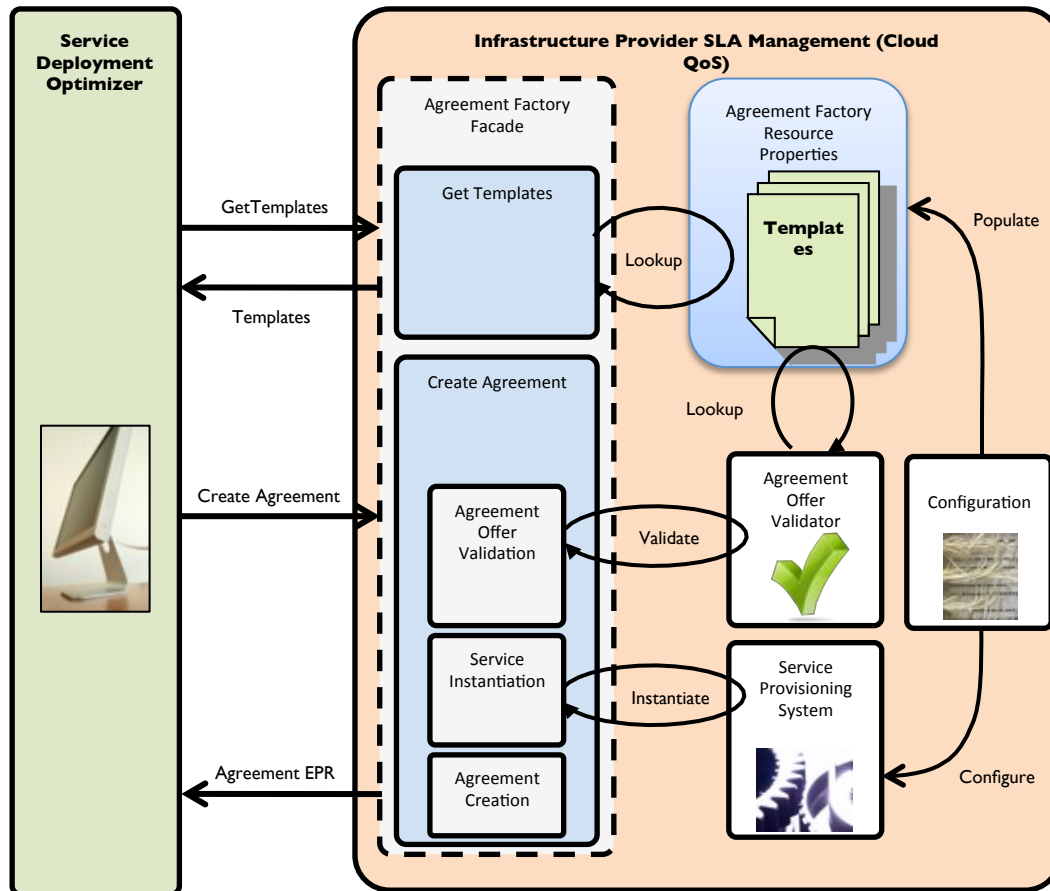 Service
Deployment
Optimizer
Infrastructure Provider SLA Management (Cloud
QoS)
Agreement Factory
Facade
Agreement Factory
Resource
Properties
Get Templates
GetTemplates
Templat
es
Populate
Lookup
Templates
Create Agreement
Lookup
Create Agreement
Agreement
Offer
Validation
Validate
Agreement
Offer
Validator
Configuration
Service
Instantiation
Instantiate
Service
Provisioning
System
Agreement EPR
Agreement
Creation
Configure